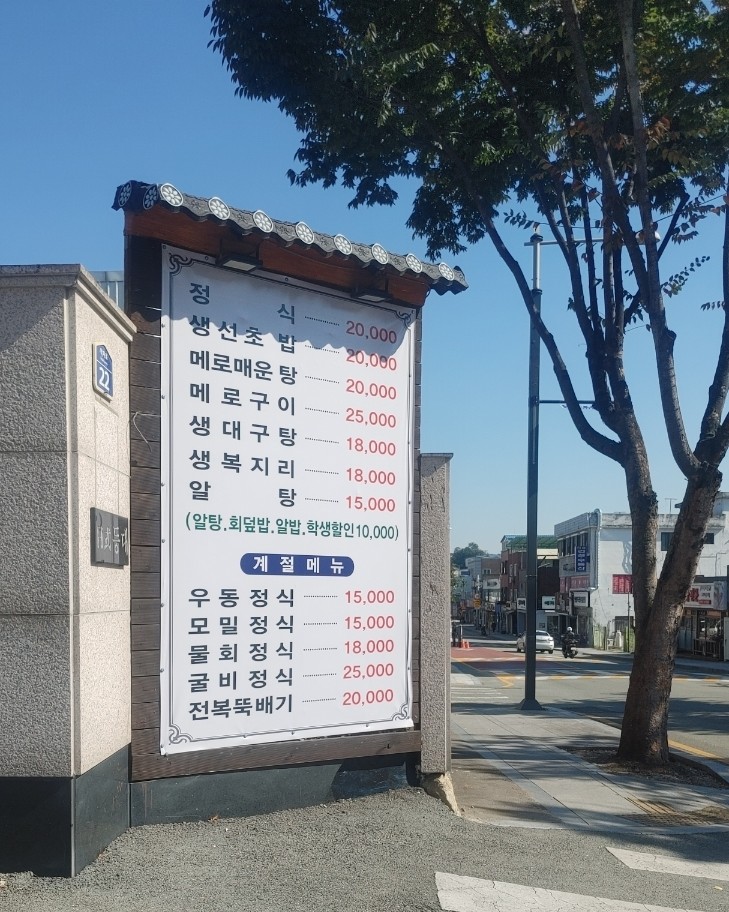 정식 ········ 20,000
생선초밥 ········ 20,000
메로매운탕 ········ 20,000
메로구이 ········ 25,000
생대구탕 ········ 18,000
생복지리 ········ 18,000
알탕 ········ 15,000
(알탕.회덮밥.알밥.학생할인10,000)
계절메뉴
우동정식 ········ 15,000
모밀정식 ········ 15,000
물회정식 ········ 18,000
굴비정식 ········ 25,000
전복뚝배기 ········ 20,000
22
등대